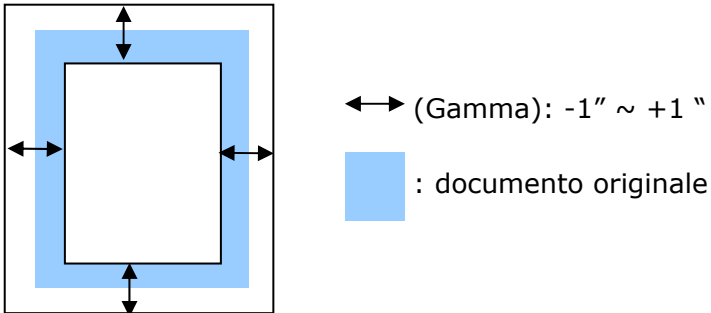 (Gamma): -1″ ~ +1 “
: documento originale